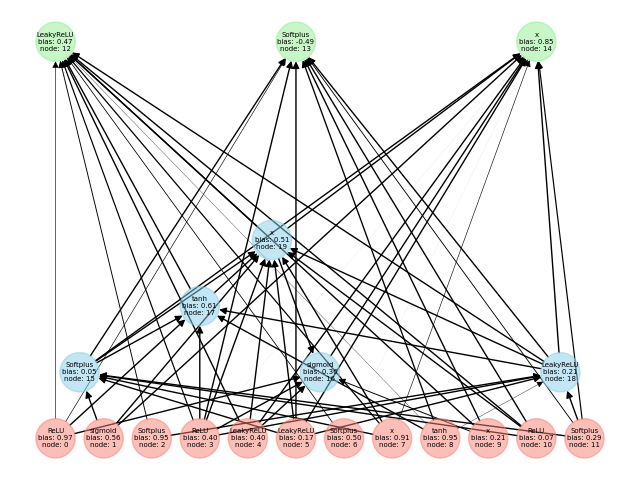 LeakyReLU
bias: 0.47
node: 12
Softplus
bias: -0.49
node: 13
x
bias: 0.85
node: 14
x
bias: 0.51
node: 19
tanh
bias: 0.61
node: 17
Softplus
bias: 0.05
node: 15
sigmoid
bias: 0.36
node: 16
LeakyReLU
bias: 0.21
node: 18
ReLU
bias: 0.97
node: 0
sigmoid
bias: 0.56
node: 1
Softplus
bias: 0.95
node: 2
ReLU
bias: 0.40
node: 3
LeakyReLU
bias: 0.40
node: 4
LeakyReLU
bias: 0.17
node: 5
Softplus
bias: 0.50
node: 6
x
bias: 0.91
node: 7
tanh
bias: 0.95
node: 8
bias: 0.21
node: 9
ReLU
bias: 0.07
node: 10
Softplus
bias: 0.29
node: 11